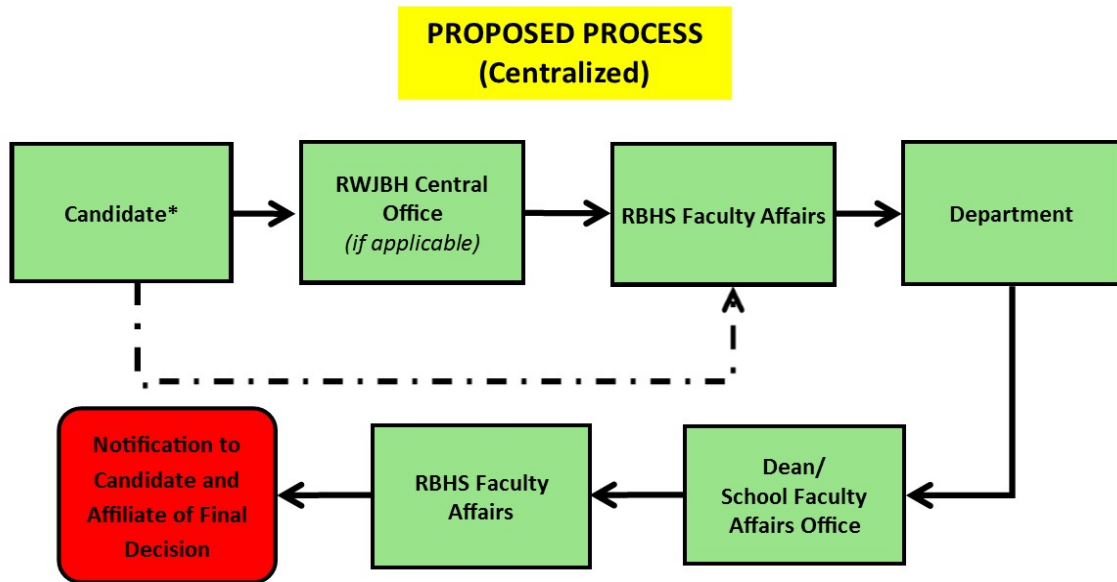 PROPOSED PROCESS
(Centralized)
Candidate*
RWJBH Central
Office
(if applicable)
RBHS Faculty Affairs
Department
Notification to
Candidate and
Affiliate of Final
Decision
RBHS Faculty
Affairs
Dean/
School Faculty
Affairs Office